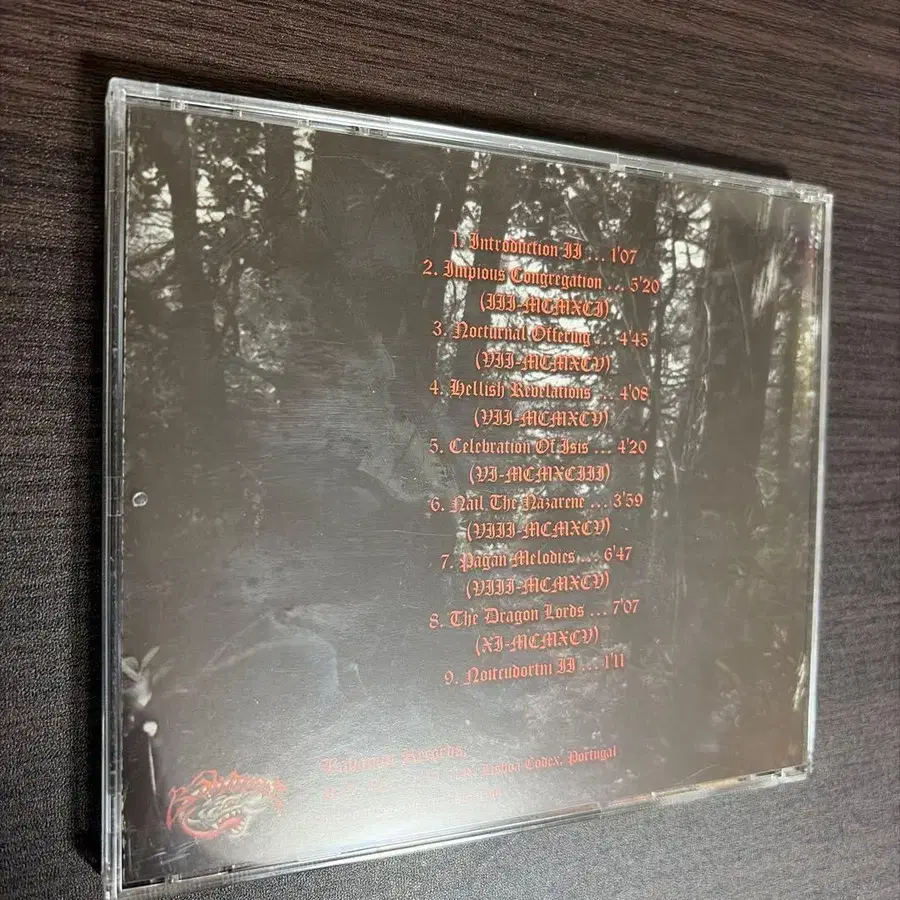 1. Introduction II ... 1'07
2. Impious Congregation ... 5'20
(III-MCMXCI)
3. Nocturnal Offering ... 4'45
(VII-MCMXCV)
4. Hellish Revelations ... 4'08
(VII-MCMXCV)
5. Celebration Of Isis ... 4'20
(VI-MCMXCIII)
6. Nail The Nazarene ... 3'59
(VIII-MCMXCV)
7. Pagan Melodies ... 6'47
(VIII-MCMXCV)
8. The Dragon Lords ... 7'07
(XI-MCMXCV)
9. Noitcudortni II ... 1'11
Records.
Lisboa Codex, Portugal